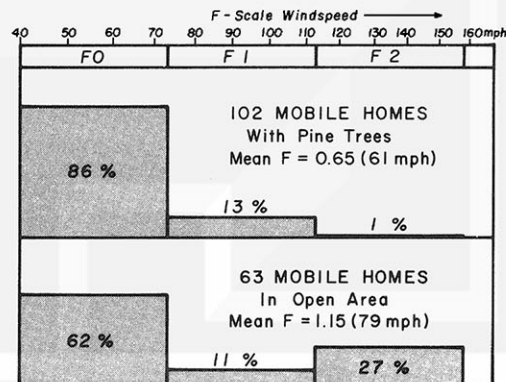 F-Scale Windspeed
40 50 60 70 80 90 100 110 120 130 140 150 160 mph
F0 F1 F2
102 MOBILE HOMES
With Pine Trees
Mean F = 0.65 (61 mph)
86 %
13 %
1 %
63 MOBILE HOMES
In Open Area
Mean F = 1.15 (79 mph)
62 %
11 %
27 %